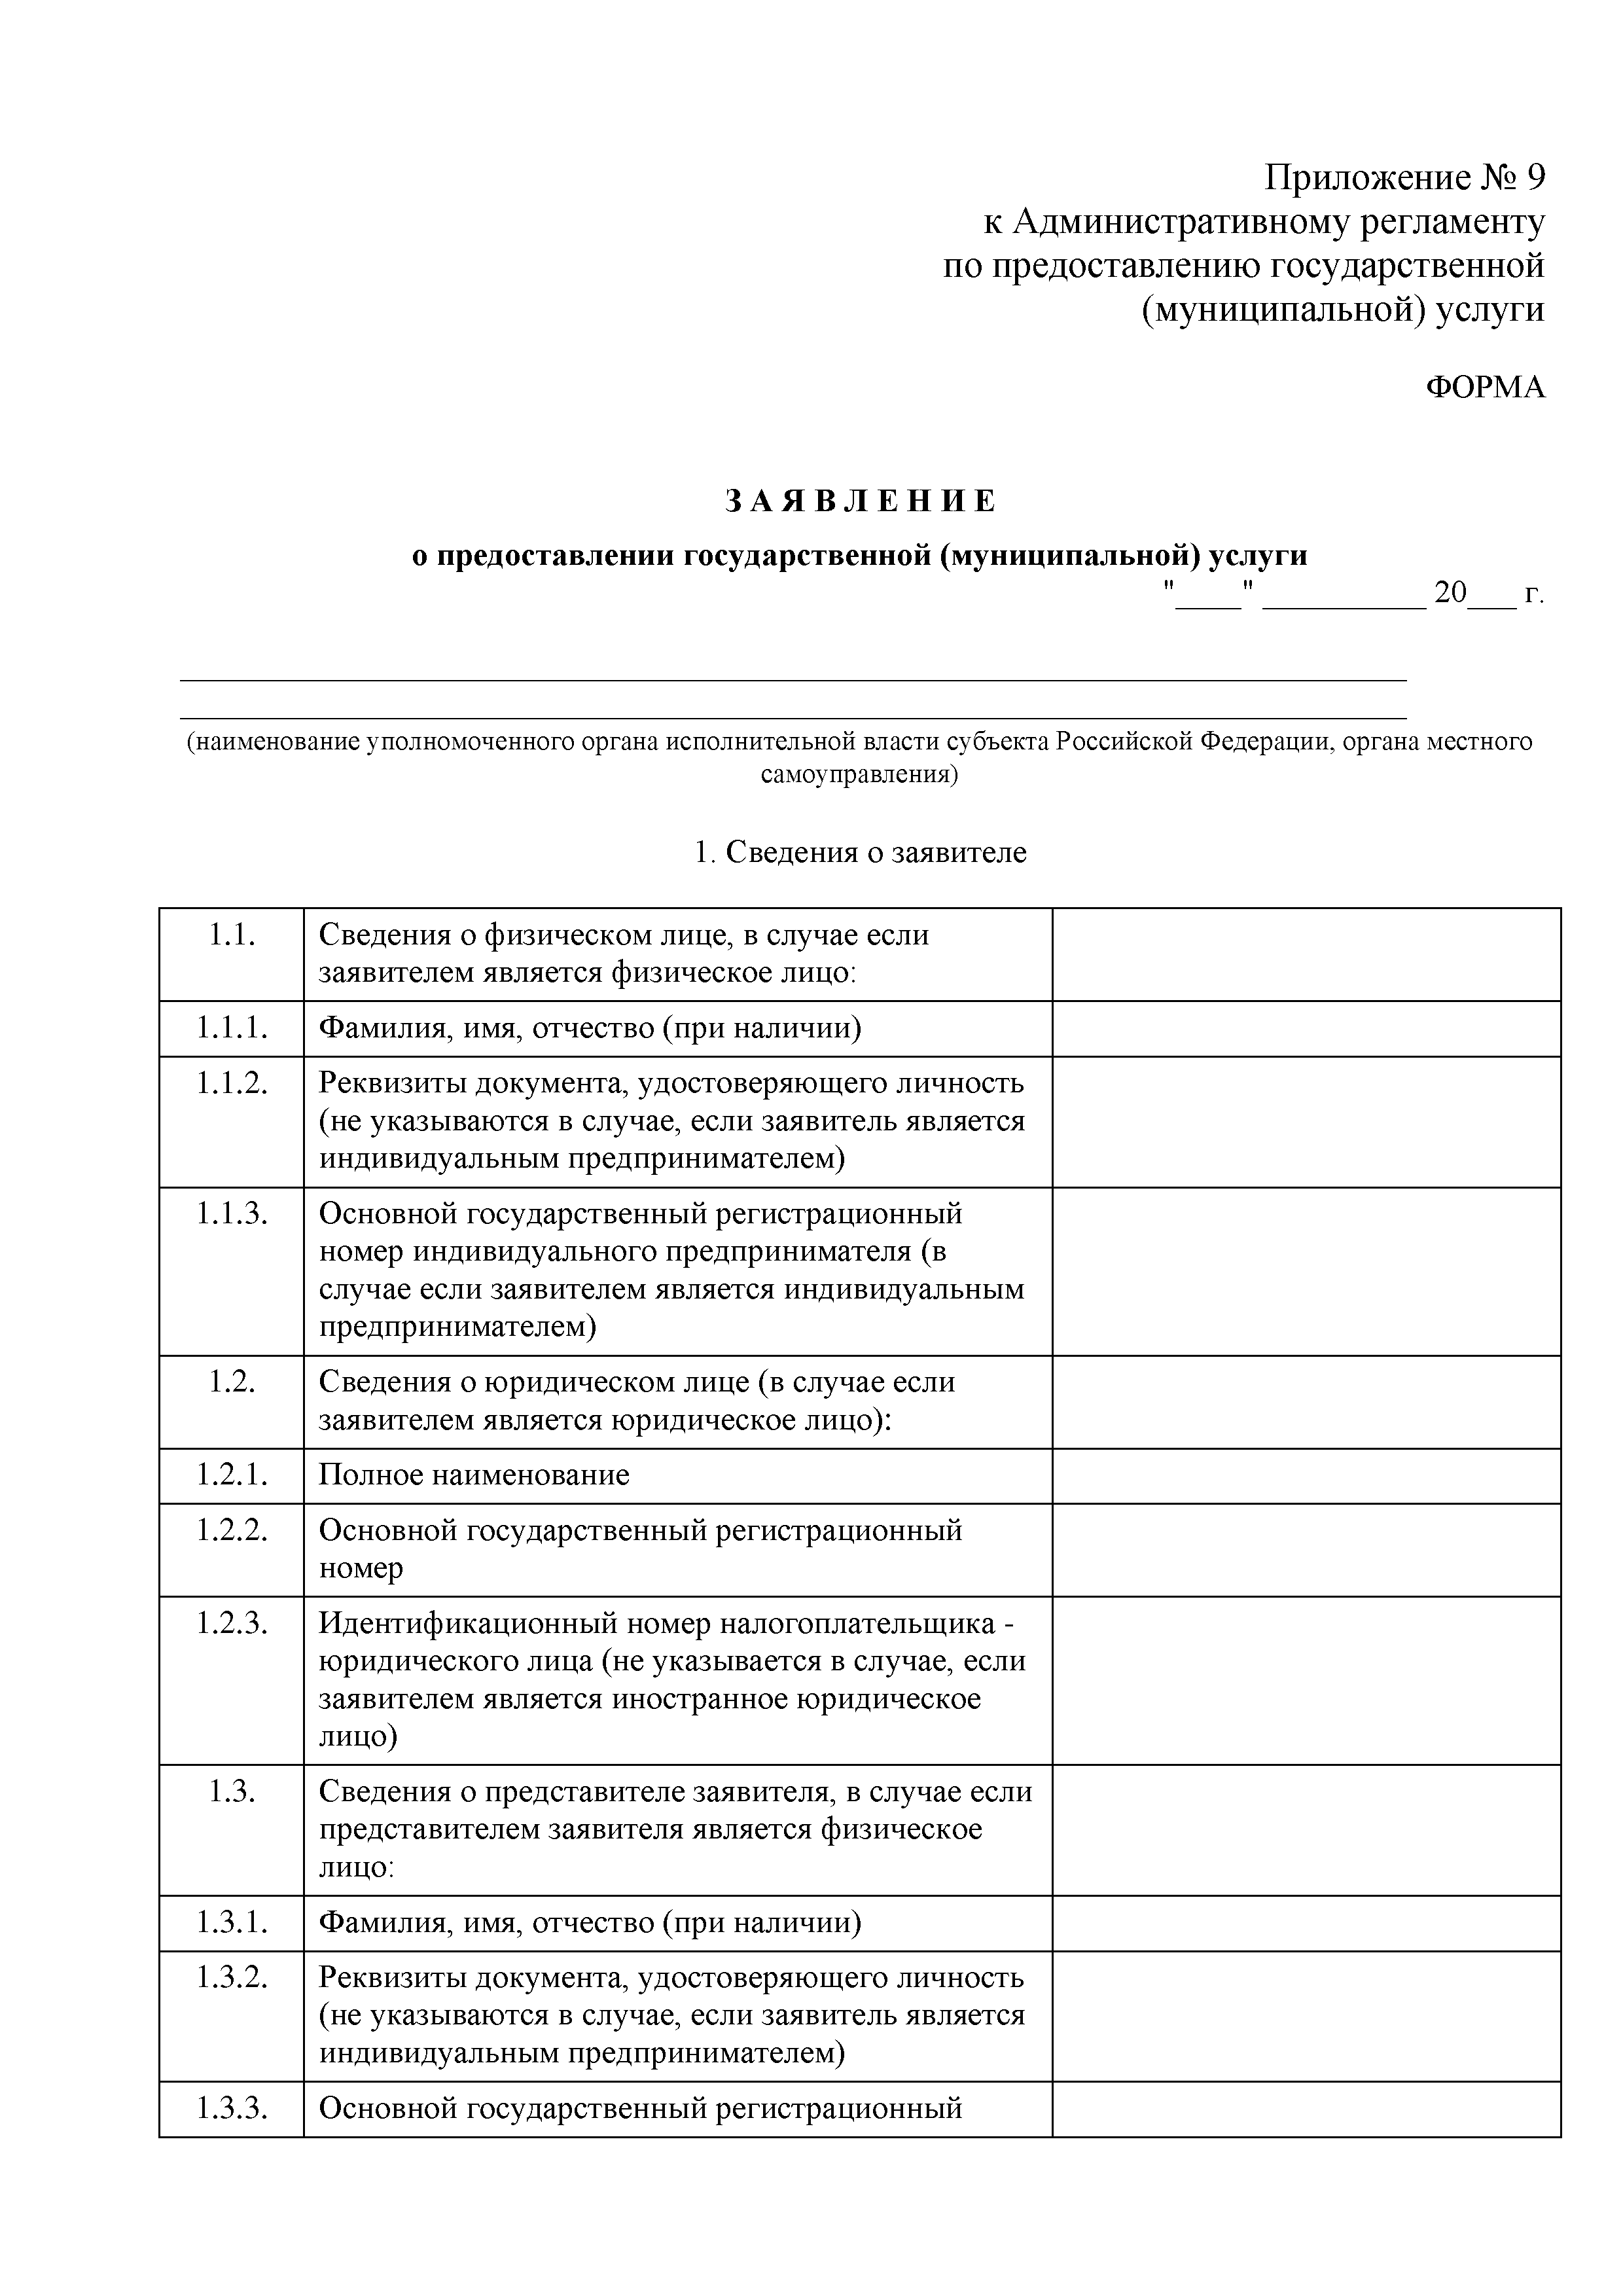 Приложение № 9
к Административному регламенту
по предоставлению государственной
(муниципальной) услуги
ФОРМА
З А Я В Л Е Н И Е
о предоставлении государственной (муниципальной) услуги
"____" __________ 20___ г.
(наименование уполномоченного органа исполнительной власти субъекта Российской Федерации, органа местного
самоуправления)
1. Сведения о заявителе
1.1. Сведения о физическом лице, в случае если
заявителем является физическое лицо:
1.1.1. Фамилия, имя, отчество (при наличии)
1.1.2. Реквизиты документа, удостоверяющего личность
(не указываются в случае, если заявитель является
индивидуальным предпринимателем)
1.1.3. Основной государственный регистрационный
номер индивидуального предпринимателя (в
случае если заявителем является индивидуальным
предпринимателем)
1.2. Сведения о юридическом лице (в случае если
заявителем является юридическое лицо):
1.2.1. Полное наименование
1.2.2. Основной государственный регистрационный
номер
1.2.3. Идентификационный номер налогоплательщика -
юридического лица (не указывается в случае, если
заявителем является иностранное юридическое
лицо)
1.3. Сведения о представителе заявителя, в случае если
представителем заявителя является физическое
лицо:
1.3.1. Фамилия, имя, отчество (при наличии)
1.3.2. Реквизиты документа, удостоверяющего личность
(не указываются в случае, если заявитель является
индивидуальным предпринимателем)
1.3.3. Основной государственный регистрационный